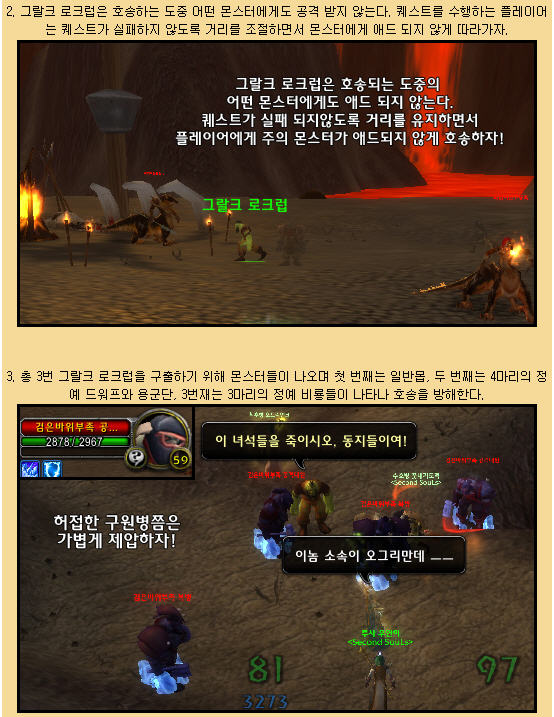 2. 그랄크 로크럽은 호송하는 도중 어떤 몬스터에게도 공격 받지 않는다. 퀘스트를 수행하는 플레이어
는 퀘스트가 실패하지 않도록 거리를 조절하면서 몬스터에게 애드 되지 않게 따라가자.
그랄크 로크럽은 호송되는 도중의
어떤 몬스터에게도 애드 되지 않는다.
퀘스트가 실패 되지않도록 거리를 유지하면서
플레이어에게 주의 몬스터가 애드되지 않게 호송하자!
그랄크 로크럽
3. 총 3번 그랄크 로크럽을 구출하기 위해 몬스터들이 나오며 첫 번째는 일반몹, 두 번째는 4마리의 정
예 드워프와 용군단, 3번재는 3마리의 정예 비룡들이 나타나 호송을 방해한다.
검은바위부족 공...
2878 / 2967
59
이 녀석들을 죽이시오, 동지들이여!
<Second SouLs>
허접한 구원병쯤은
가볍게 제압하자!
이놈 소속이 오그리만데 ㅡㅡ
<Second SouLs>
81
97
3273